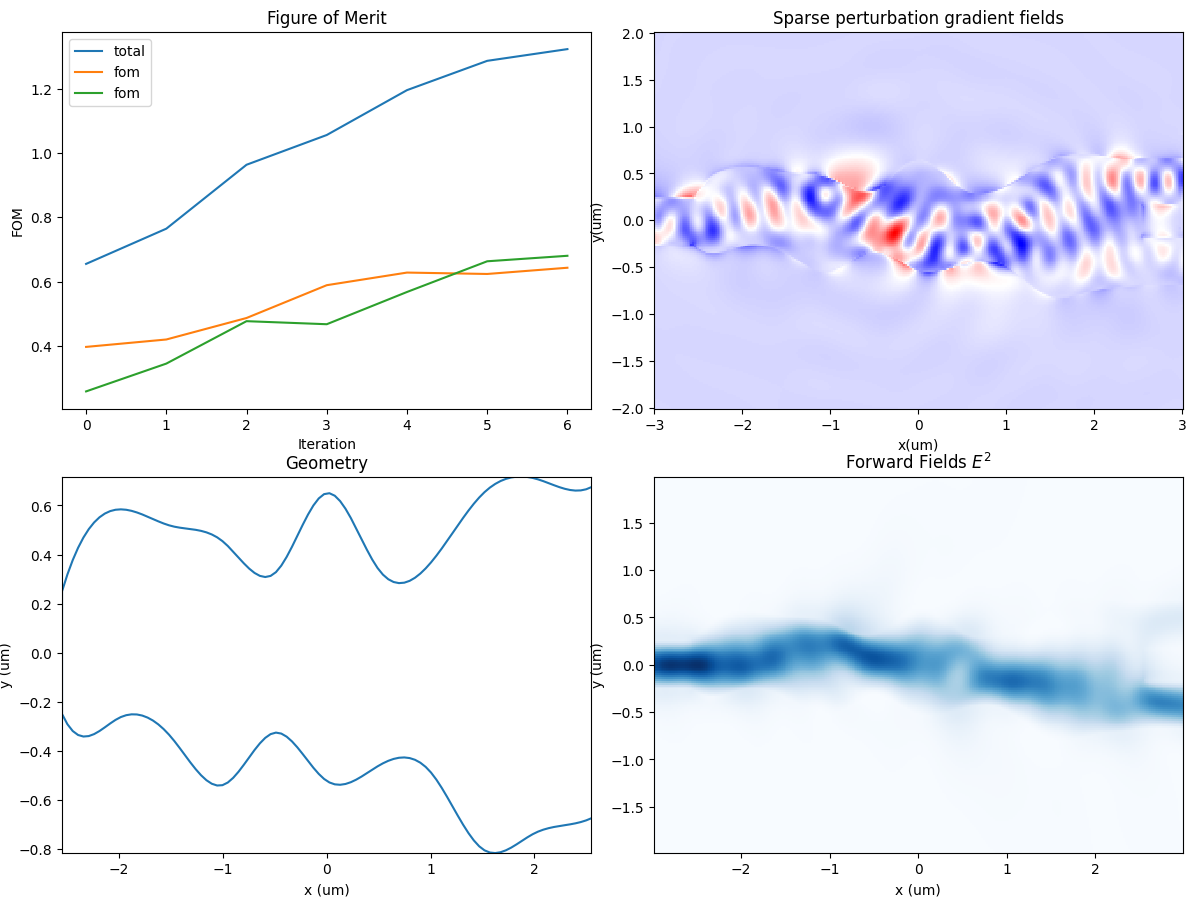 Figure of Merit
total
fom
fom
1.2
1.0
0.8
0.6
0.4
FOM
0 1 2 3 4 5 6
Iteration
Sparse perturbation gradient fields
2.0
1.5
1.0
0.5
0.0
−0.5
−1.0
−1.5
−2.0
y(um)
−3 −2 −1 0 1 2 3
x(um)
Geometry
0.6
0.4
0.2
0.0
−0.2
−0.4
−0.6
−0.8
y (um)
−2 −1 0 1 2
x (um)
Forward Fields E²
1.5
1.0
0.5
0.0
−0.5
−1.0
−1.5
y (um)
−2 −1 0 1 2
x (um)